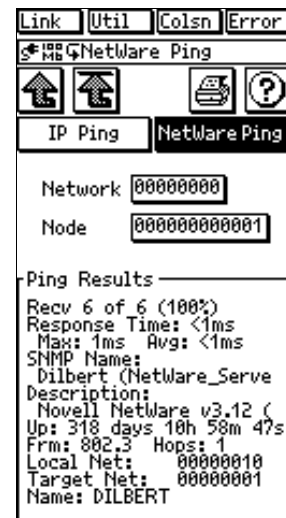 Link Util Colsn Error
NetWare Ping
IP Ping NetWare Ping
Network 00000000
Node 000000000001
Ping Results
Recv 6 of 6 (100%)
Response Time: <1ms
Max: 1ms Avg: <1ms
SNMP Name:
Dilbert (NetWare_Serve
Description:
Novell NetWare v3.12 (
Up: 318 days 10h 58m 47s
Frm: 802.3 Hops: 1
Local Net: 00000010
Target Net: 00000001
Name: DILBERT